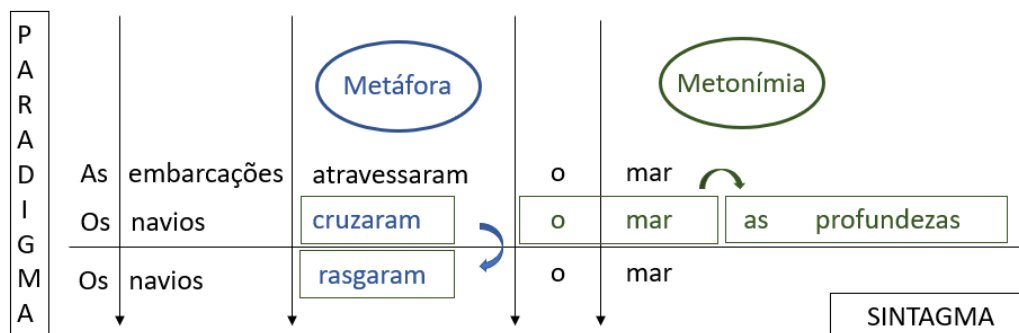 PARADIGMA
Metáfora
Metonímia
As embarcações atravessaram o mar
Os navios cruzaram o mar as profundezas
Os navios rasgaram o mar
SINTAGMA